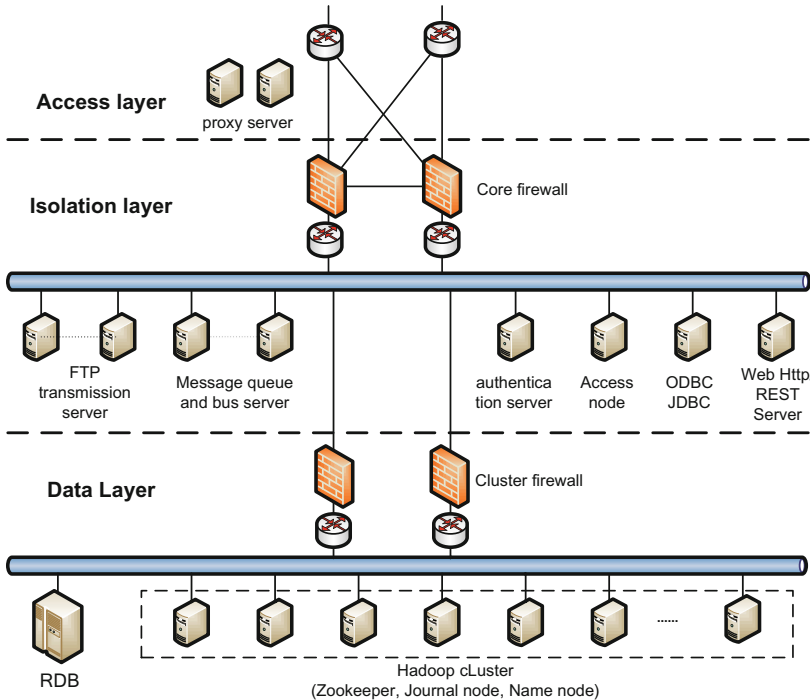 Access layer
proxy server
Core firewall
Isolation layer
FTP
transmission
server
Message queue
and bus server
authentica
tion server
Access
node
ODBC
JDBC
Web Http
REST
Server
Cluster firewall
Data Layer
......
RDB
Hadoop cLuster
(Zookeeper, Journal node, Name node)